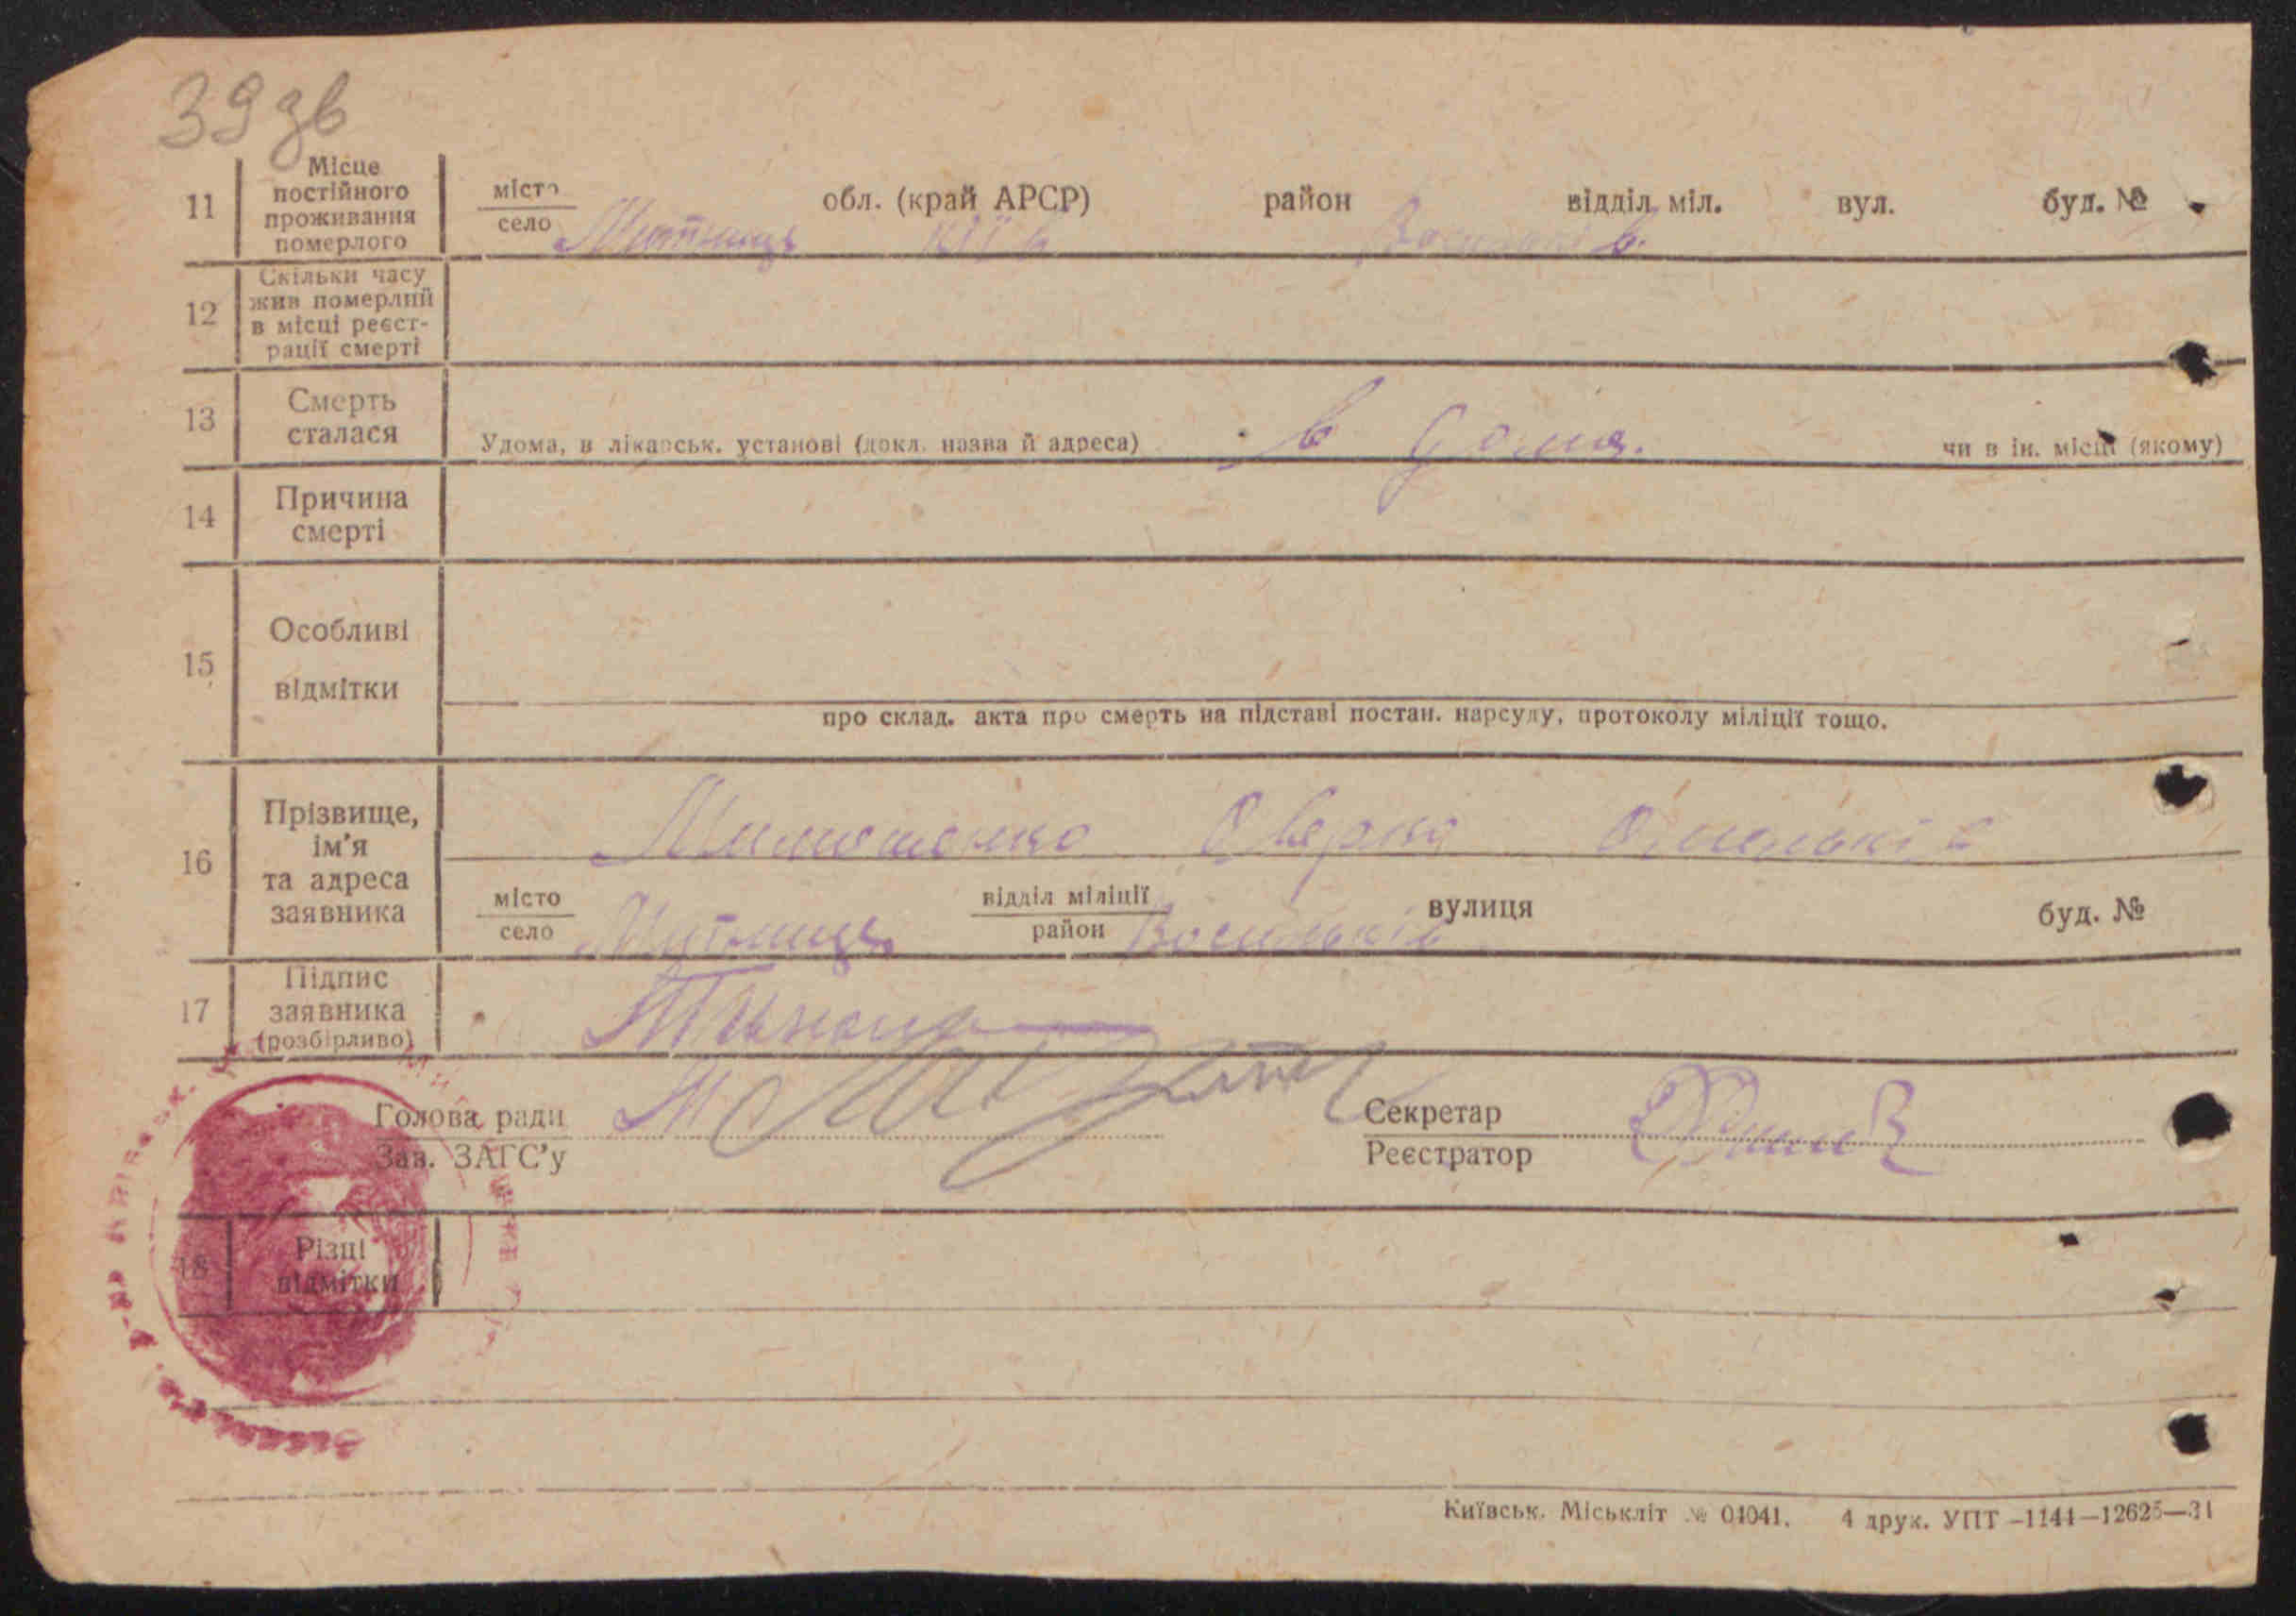 39 зв
11 Місце постійного проживання померлого
місто село Митниця обл. (край АРСР) Київ район Васильків відділ міл. вул. буд. №
12 Скільки часу жив померлий в місці реєстрації смерті
13 Смерть сталася
Удома, в лікарськ. установі (докл. назва й адреса) в дома. чи в ін. місці (якому)
14 Причина смерті
15 Особливі відмітки
про склад. акта про смерть на підставі постан. нарсуду, протоколу міліції тощо.
16 Прізвище, ім'я та адреса заявника
місто село Митниця відділ міліції район Васильків вулиця буд. №
17 Підпис заявника (розбірливо)
Голова ради Зав. ЗАГС'у
Секретар Реєстратор
18 Різні відмітки
Київськ. Міськліт № 04041. 4 друк. УПТ –1144–12625—31